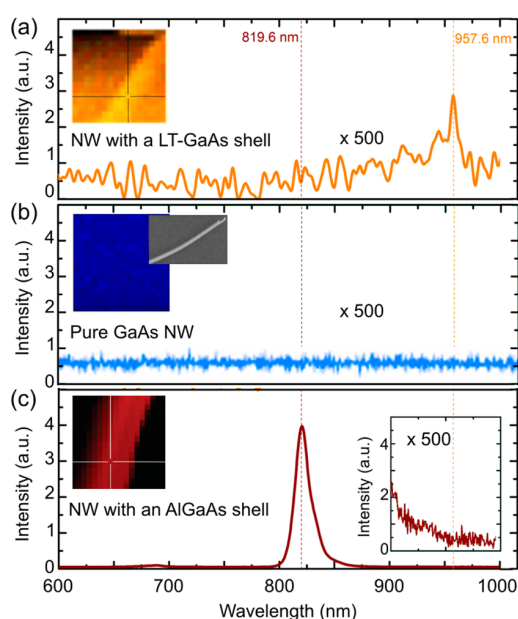 (a)
819.6 nm
957.6 nm
Intensity (a.u.)
5
4
3
2
1
0
x 500
NW with a LT-GaAs shell
(b)
Intensity (a.u.)
4
3
2
1
0
x 500
Pure GaAs NW
(c)
Intensity (a.u.)
4
3
2
1
0
NW with an AlGaAs shell
x 500
Intensity (a.u.)
4
2
0
600
700
800
900
1000
Wavelength (nm)